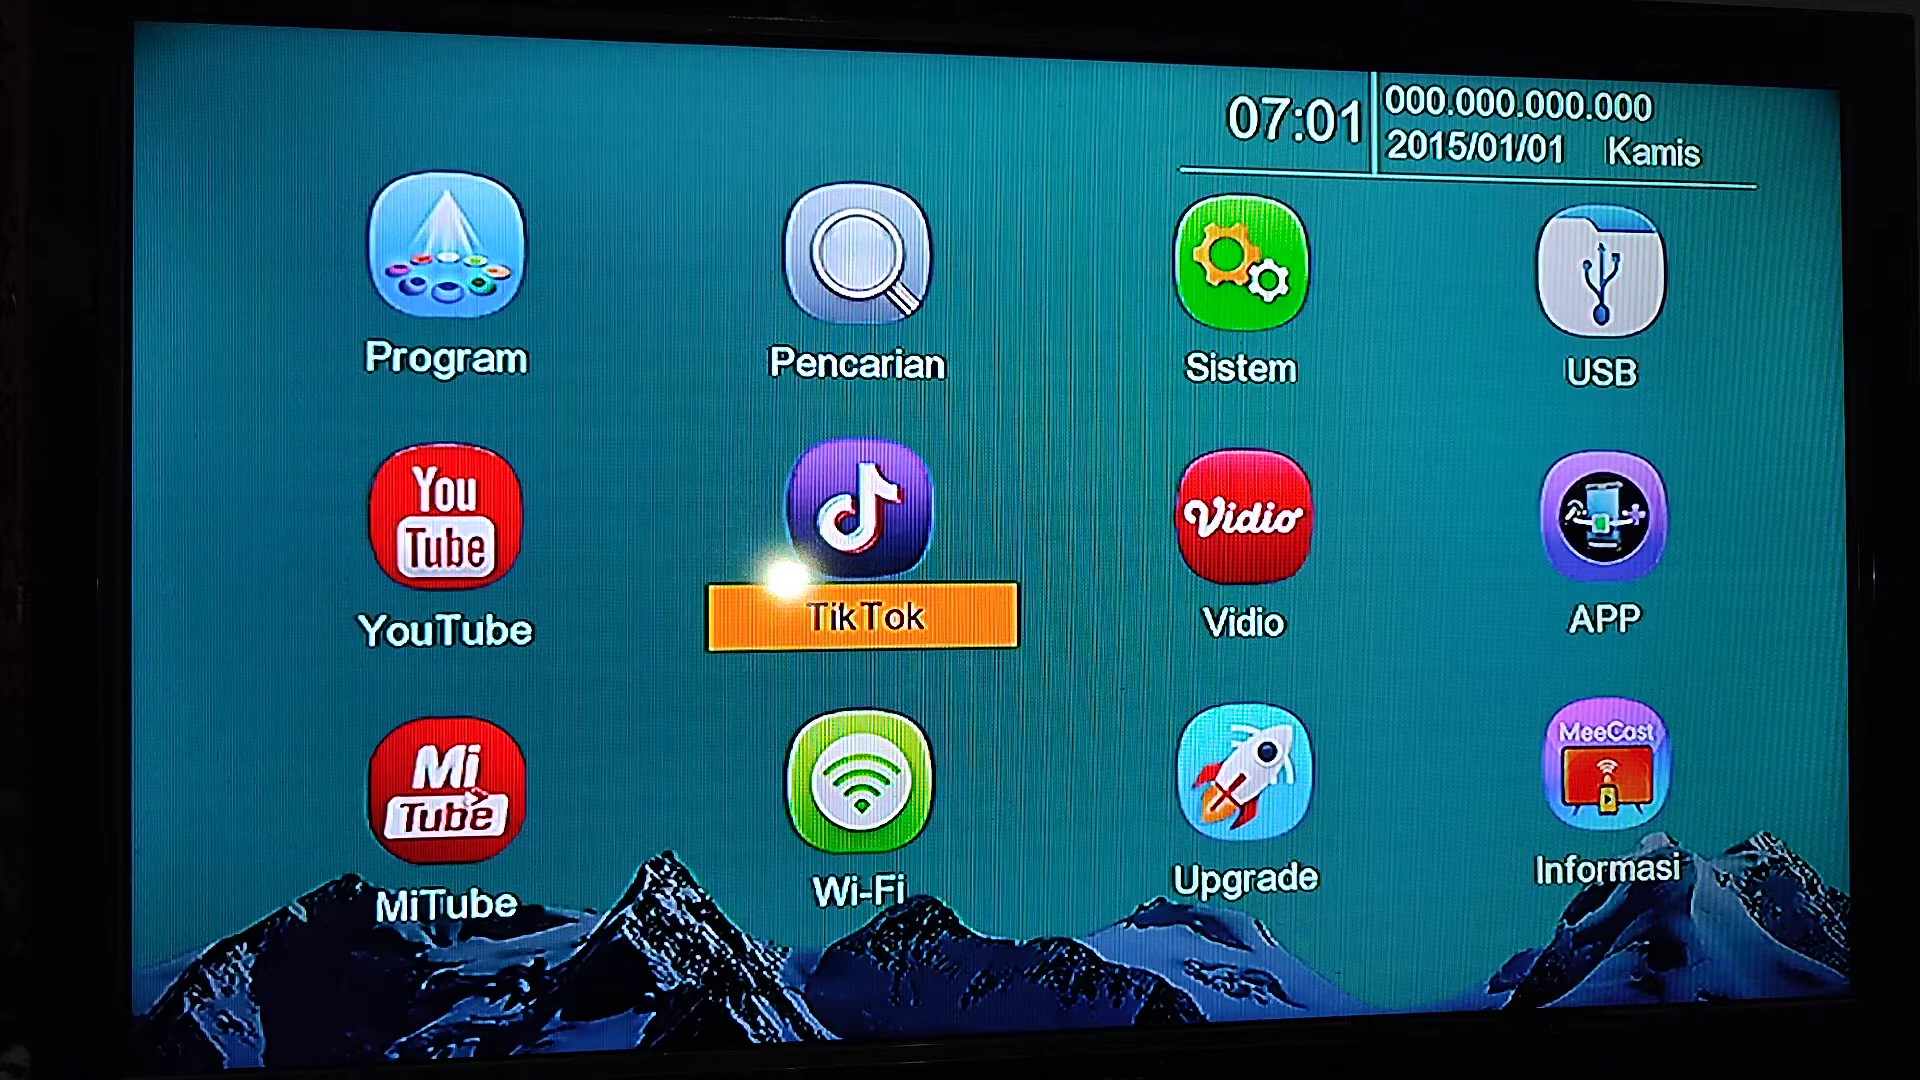 07:01
000.000.000.000
2015/01/01 Kamis
Program
Pencarian
Sistem
USB
You
Tube
YouTube
TikTok
Vidio
Vidio
APP
Mi
Tube
MiTube
Wi-Fi
Upgrade
MeeCast
Informasi